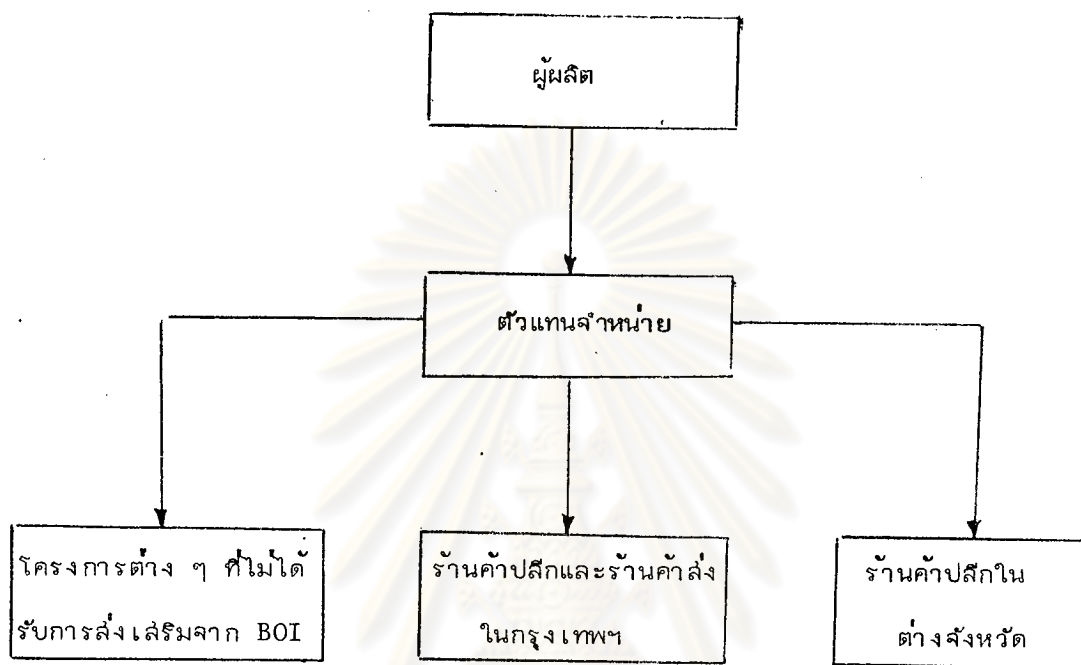 ผู้ผลิต
ตัวแทนจำหน่าย
โครงการต่าง ๆ ที่ไม่ได้
รับการส่งเสริมจาก BOI
ร้านค้าปลีกและร้านค้าส่ง
ในกรุงเทพฯ
ร้านค้าปลีกใน
ต่างจังหวัด